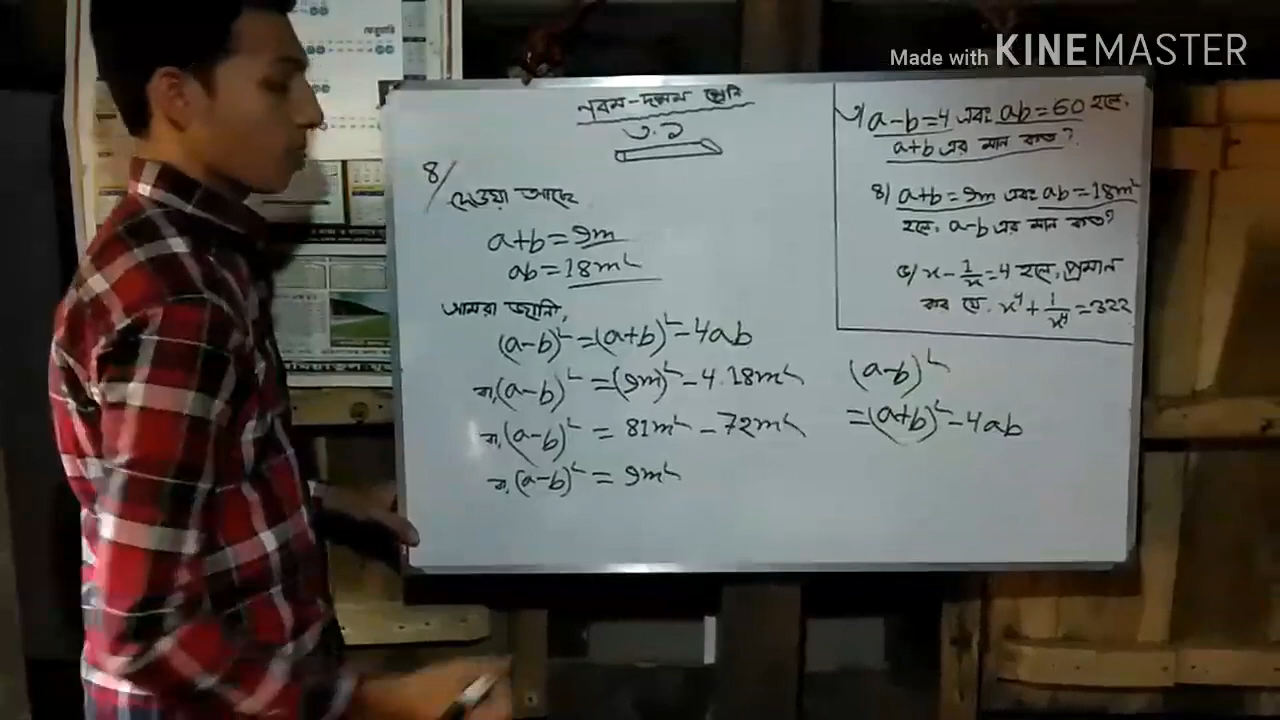 Made with KINEMASTER
নবম-দশম শ্রেণি
৩.১
৪/
দেওয়া আছে
a+b=9m
ab=18m²
আমরা জানি,
(a-b)²=(a+b)²-4ab
বা,(a-b)²=(9m)²-4.18m²
বা,(a-b)²=81m²-72m²
বা,(a-b)²=9m²
৩) a-b=4 এবং ab=60 হলে,
a+b এর মান কত?
৪) a+b=9m এবং ab=18m²
হলে, a-b এর মান কত?
৫) x-1/x=4 হলে, প্রমাণ
কর যে, x⁴+1/x⁴=322
(a-b)²
=(a+b)²-4ab